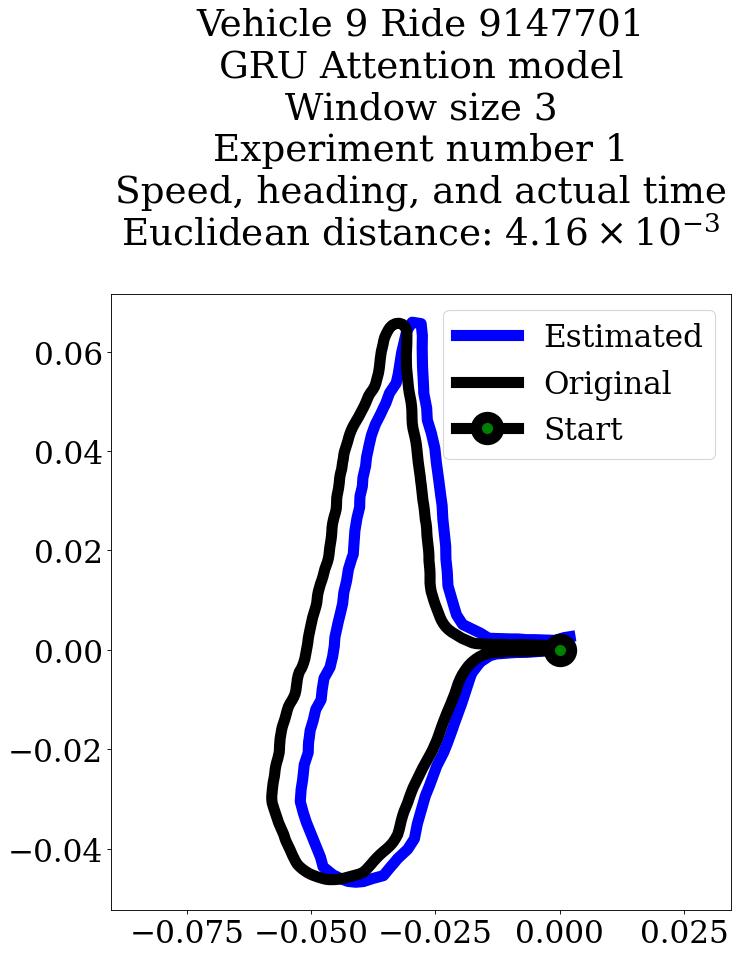 Vehicle 9 Ride 9147701
GRU Attention model
Window size 3
Experiment number 1
Speed, heading, and actual time
Euclidean distance: 4.16 × 10⁻³
Estimated
Original
Start
0.06
0.04
0.02
0.00
−0.02
−0.04
−0.075 −0.050 −0.025 0.000 0.025